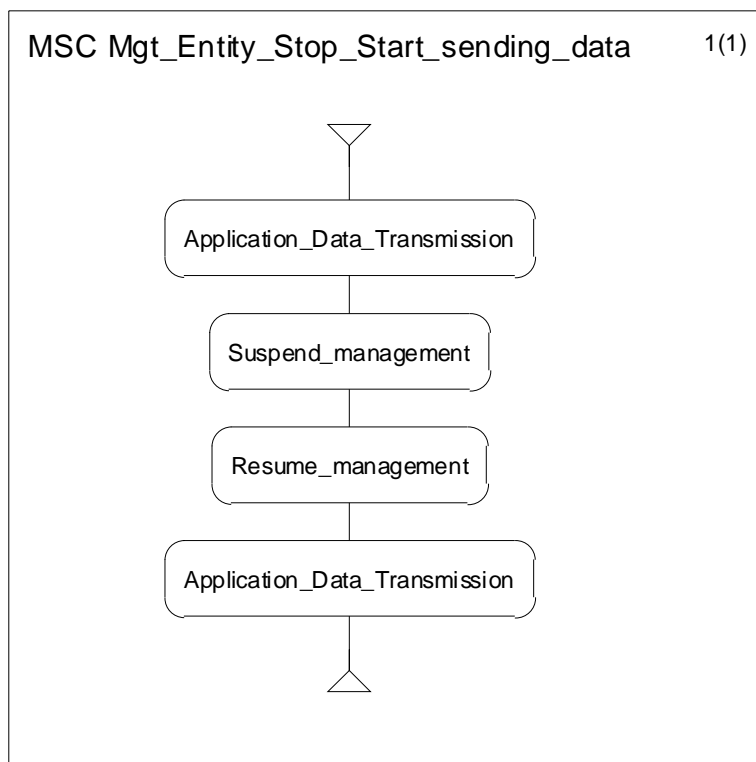 MSC Mgt_Entity_Stop_Start_sending_data 1(1)
Application_Data_Transmission
Suspend_management
Resume_management
Application_Data_Transmission